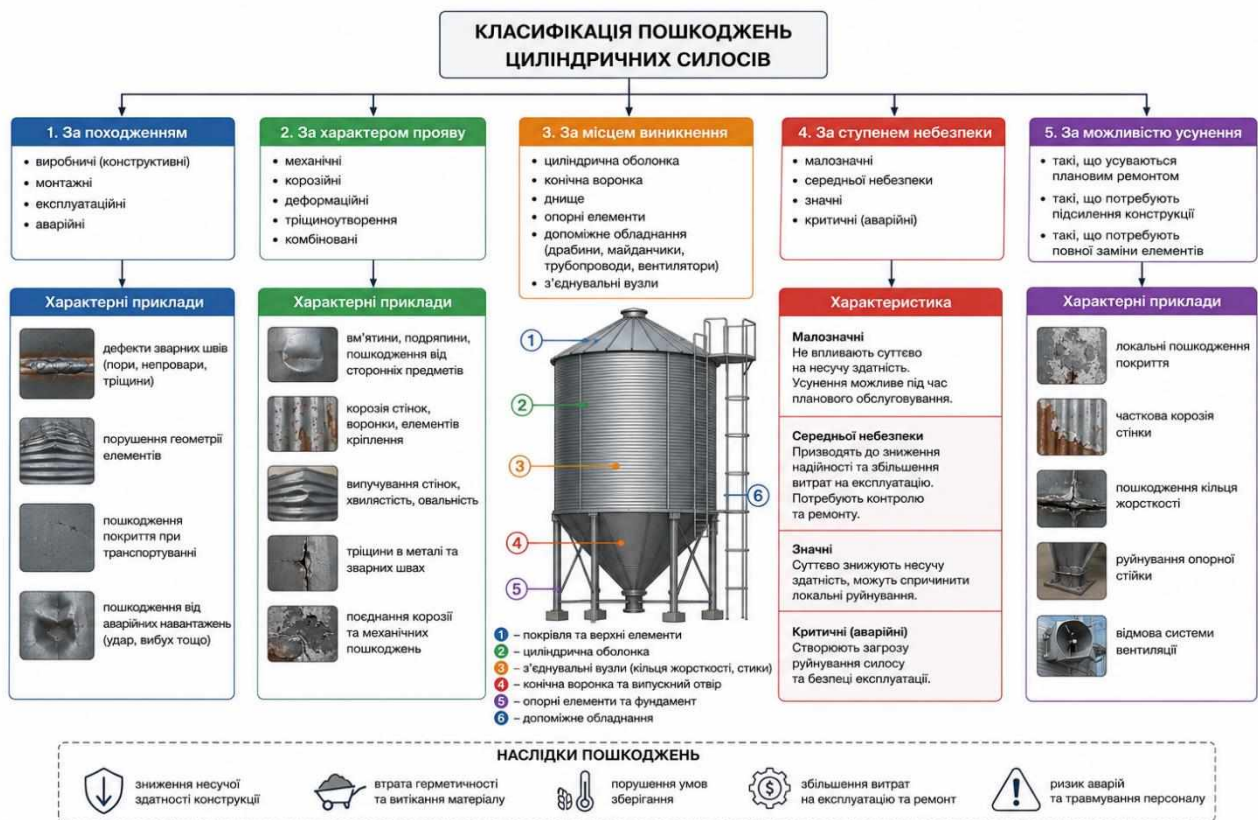 КЛАСИФІКАЦІЯ ПОШКОДЖЕНЬ
ЦИЛІНДРИЧНИХ СИЛОСІВ
1. За походженням
• виробничі (конструктивні)
• монтажні
• експлуатаційні
• аварійні
Характерні приклади
дефекти зварних швів
(пори, непровари,
тріщини)
порушення геометрії
елементів
пошкодження
покриття при
транспортуванні
пошкодження від
аварійних навантажень
(удар, вибух тощо)
2. За характером прояву
• механічні
• корозійні
• деформаційні
• тріщиноутворення
• комбіновані
Характерні приклади
вм'ятини, подряпини,
пошкодження від
сторонніх предметів
корозія стінок,
воронки, елементів
кріплення
випучування стінок,
хвилястість, овальність
тріщини в металі та
зварних швах
поєднання корозії
та механічних
пошкоджень
3. За місцем виникнення
• циліндрична оболонка
• конічна воронка
• днище
• опорні елементи
• допоміжне обладнання
(драбини, майданчики,
трубопроводи, вентилятори)
• з'єднувальні вузли
1
2
3
4
5
6
1 – покрівля та верхні елементи
2 – циліндрична оболонка
3 – з'єднувальні вузли (кільця жорсткості, стики)
4 – конічна воронка та випускний отвір
5 – опорні елементи та фундамент
6 – допоміжне обладнання
4. За ступенем небезпеки
• малозначні
• середньої небезпеки
• значні
• критичні (аварійні)
Характеристика
Малозначні
Не впливають суттєво
на несучу здатність.
Усунення можливе під час
планового обслуговування.
Середньої небезпеки
Призводять до зниження
надійності та збільшення
витрат на експлуатацію.
Потребують контролю
та ремонту.
Значні
Суттєво знижують несучу
здатність, можуть спричинити
локальні руйнування.
Критичні (аварійні)
Створюють загрозу
руйнування силосу
та безпеці експлуатації.
5. За можливістю усунення
• такі, що усуваються
плановим ремонтом
• такі, що потребують
підсилення конструкції
• такі, що потребують
повної заміни елементів
Характерні приклади
локальні пошкодження
покриття
часткова корозія
стінки
пошкодження кільця
жорсткості
руйнування опорної
стійки
відмова системи
вентиляції
НАСЛІДКИ ПОШКОДЖЕНЬ
зниження несучої
здатності конструкції
втрата герметичності
та витікання матеріалу
порушення умов
зберігання
$
збільшення витрат
на експлуатацію та ремонт
!
ризик аварій
та травмування персоналу